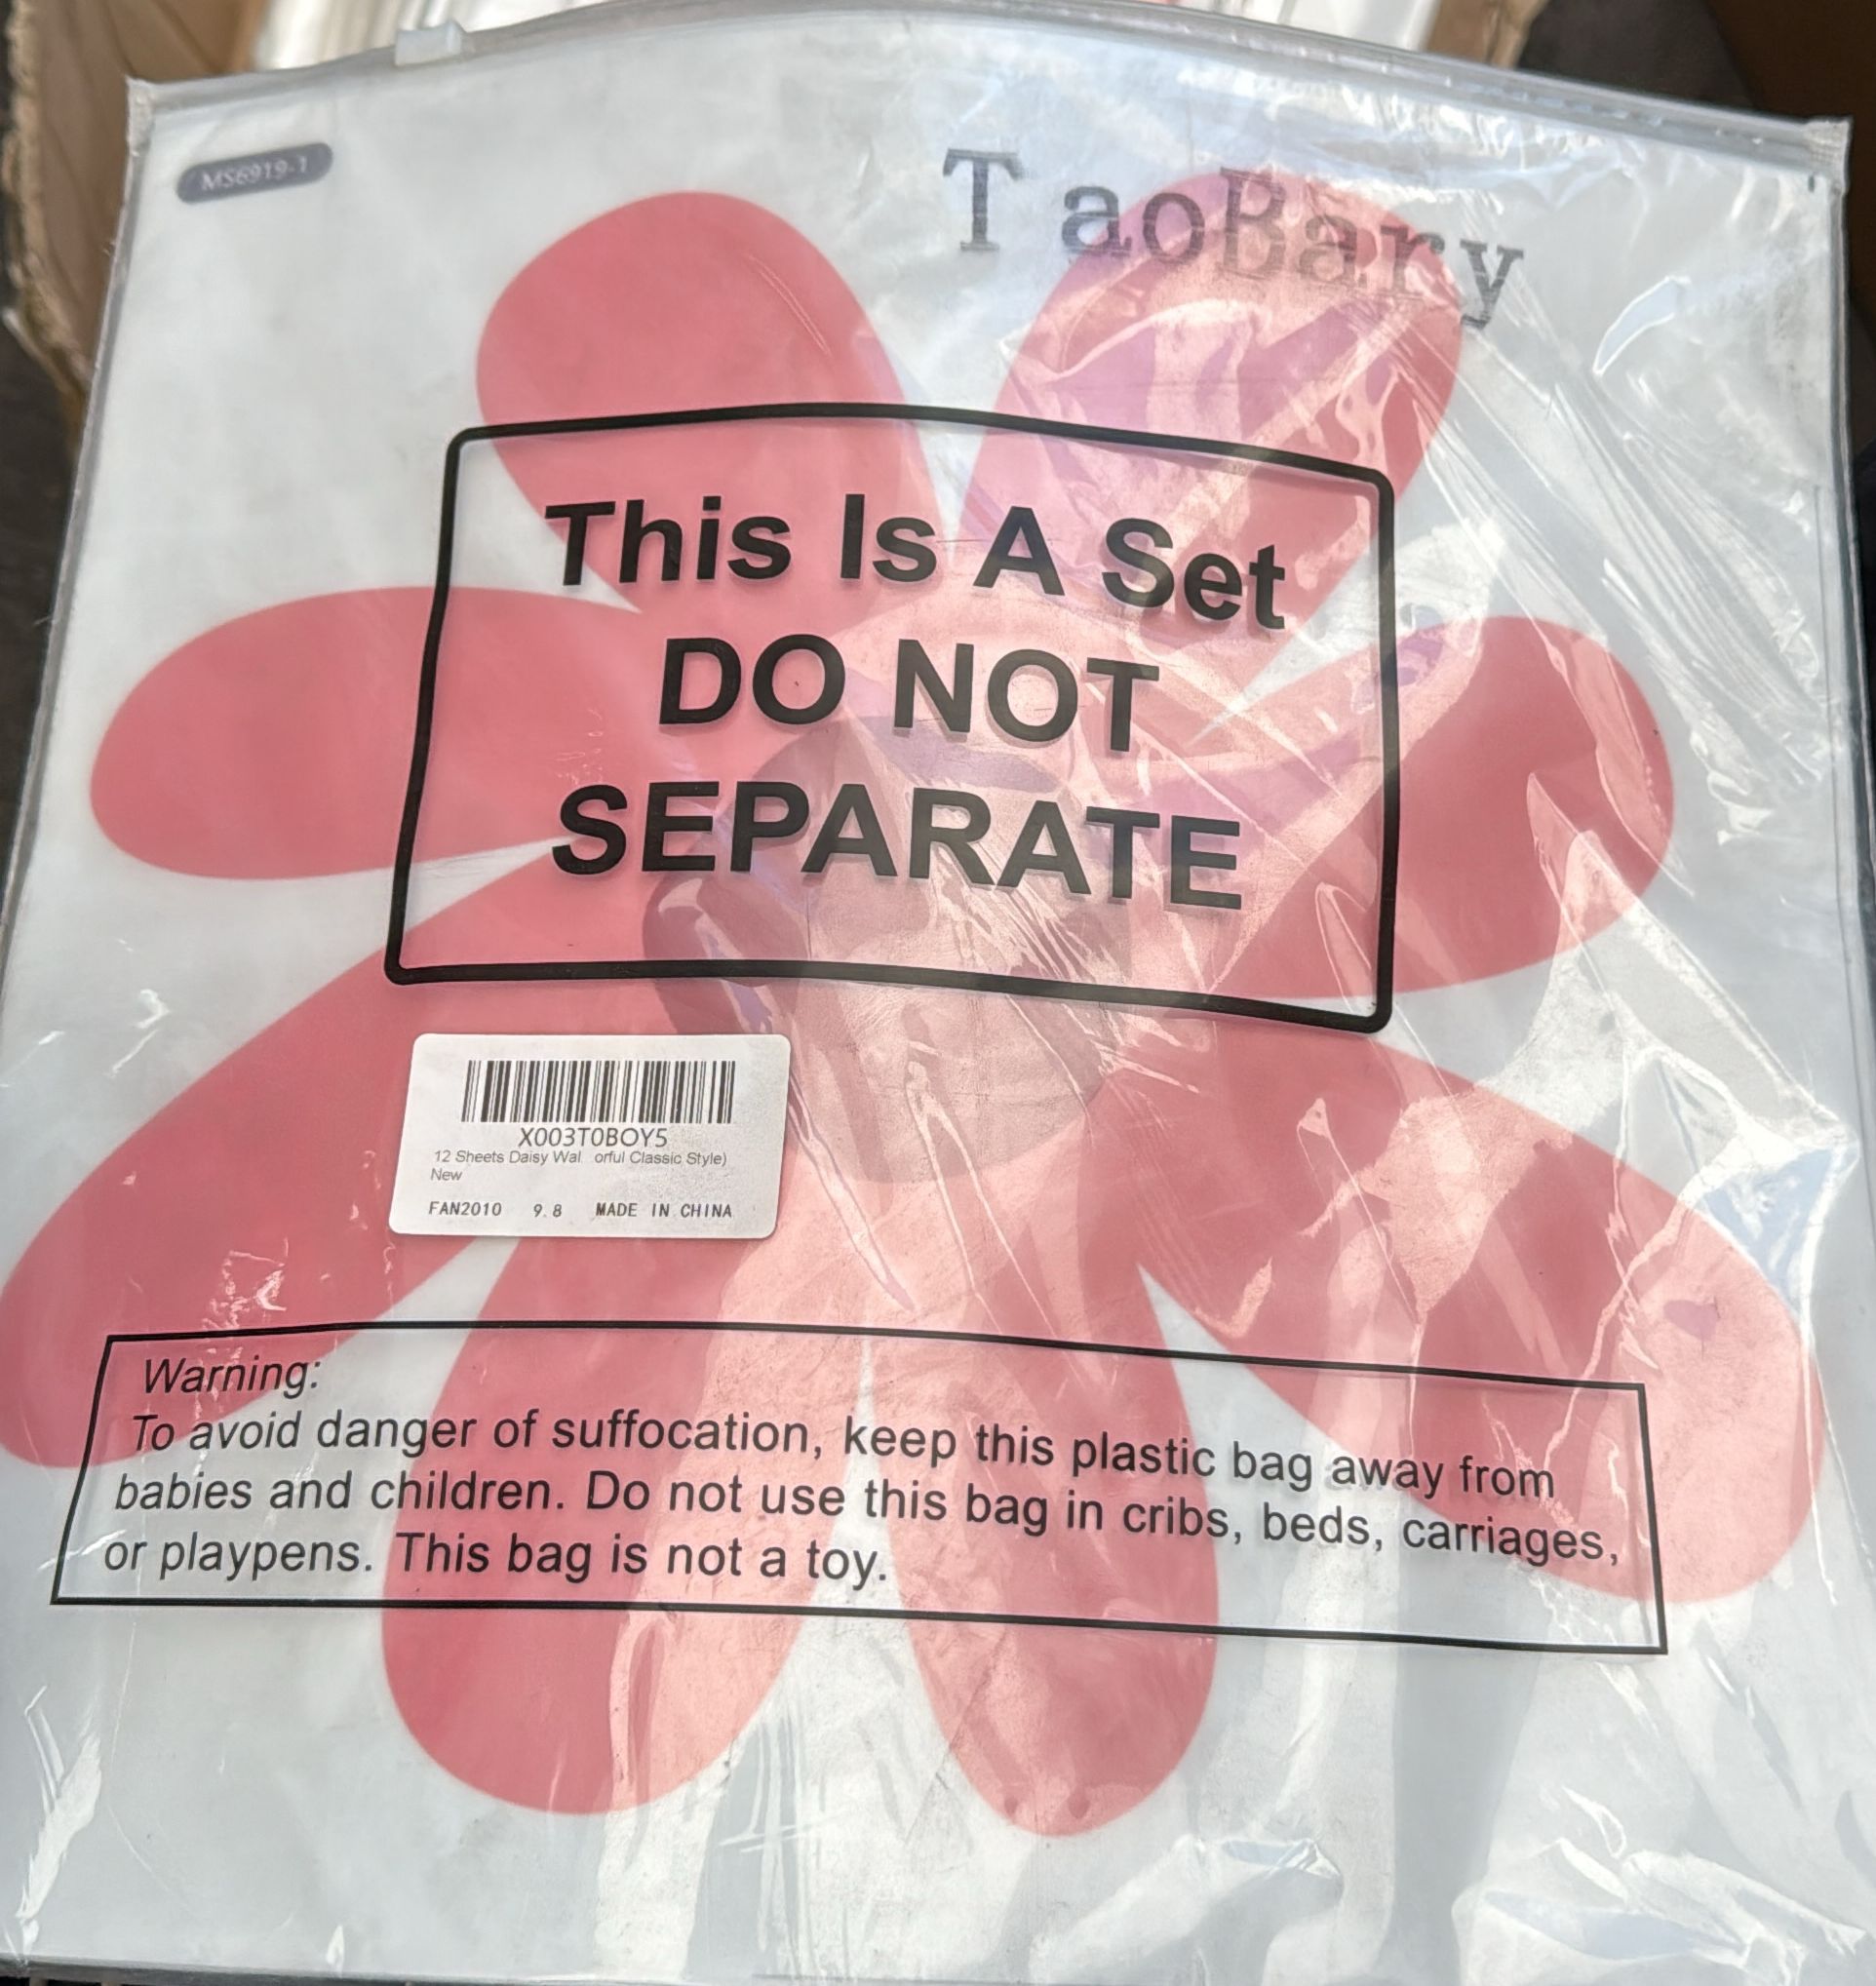 MS6919-1
TaoBary
This Is A Set
DO NOT
SEPARATE
X003T0BOY5
12 Sheets Daisy Wal orful Classic Style)
New
FAN2010 9.8 MADE IN CHINA
Warning:
To avoid danger of suffocation, keep this plastic bag away from
babies and children. Do not use this bag in cribs, beds, carriages,
or playpens. This bag is not a toy.